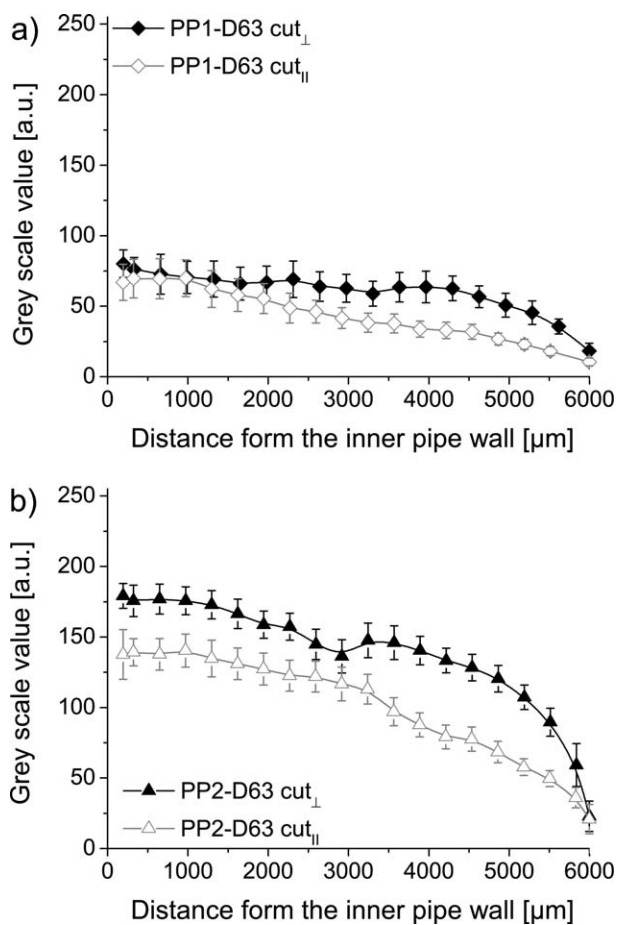 a)
PP1-D63 cut⊥
PP1-D63 cut||
Grey scale value [a.u.]
250
200
150
100
50
0
0 1000 2000 3000 4000 5000 6000
Distance form the inner pipe wall [µm]
b)
Grey scale value [a.u.]
250
200
150
100
50
0
PP2-D63 cut⊥
PP2-D63 cut||
0 1000 2000 3000 4000 5000 6000
Distance form the inner pipe wall [µm]